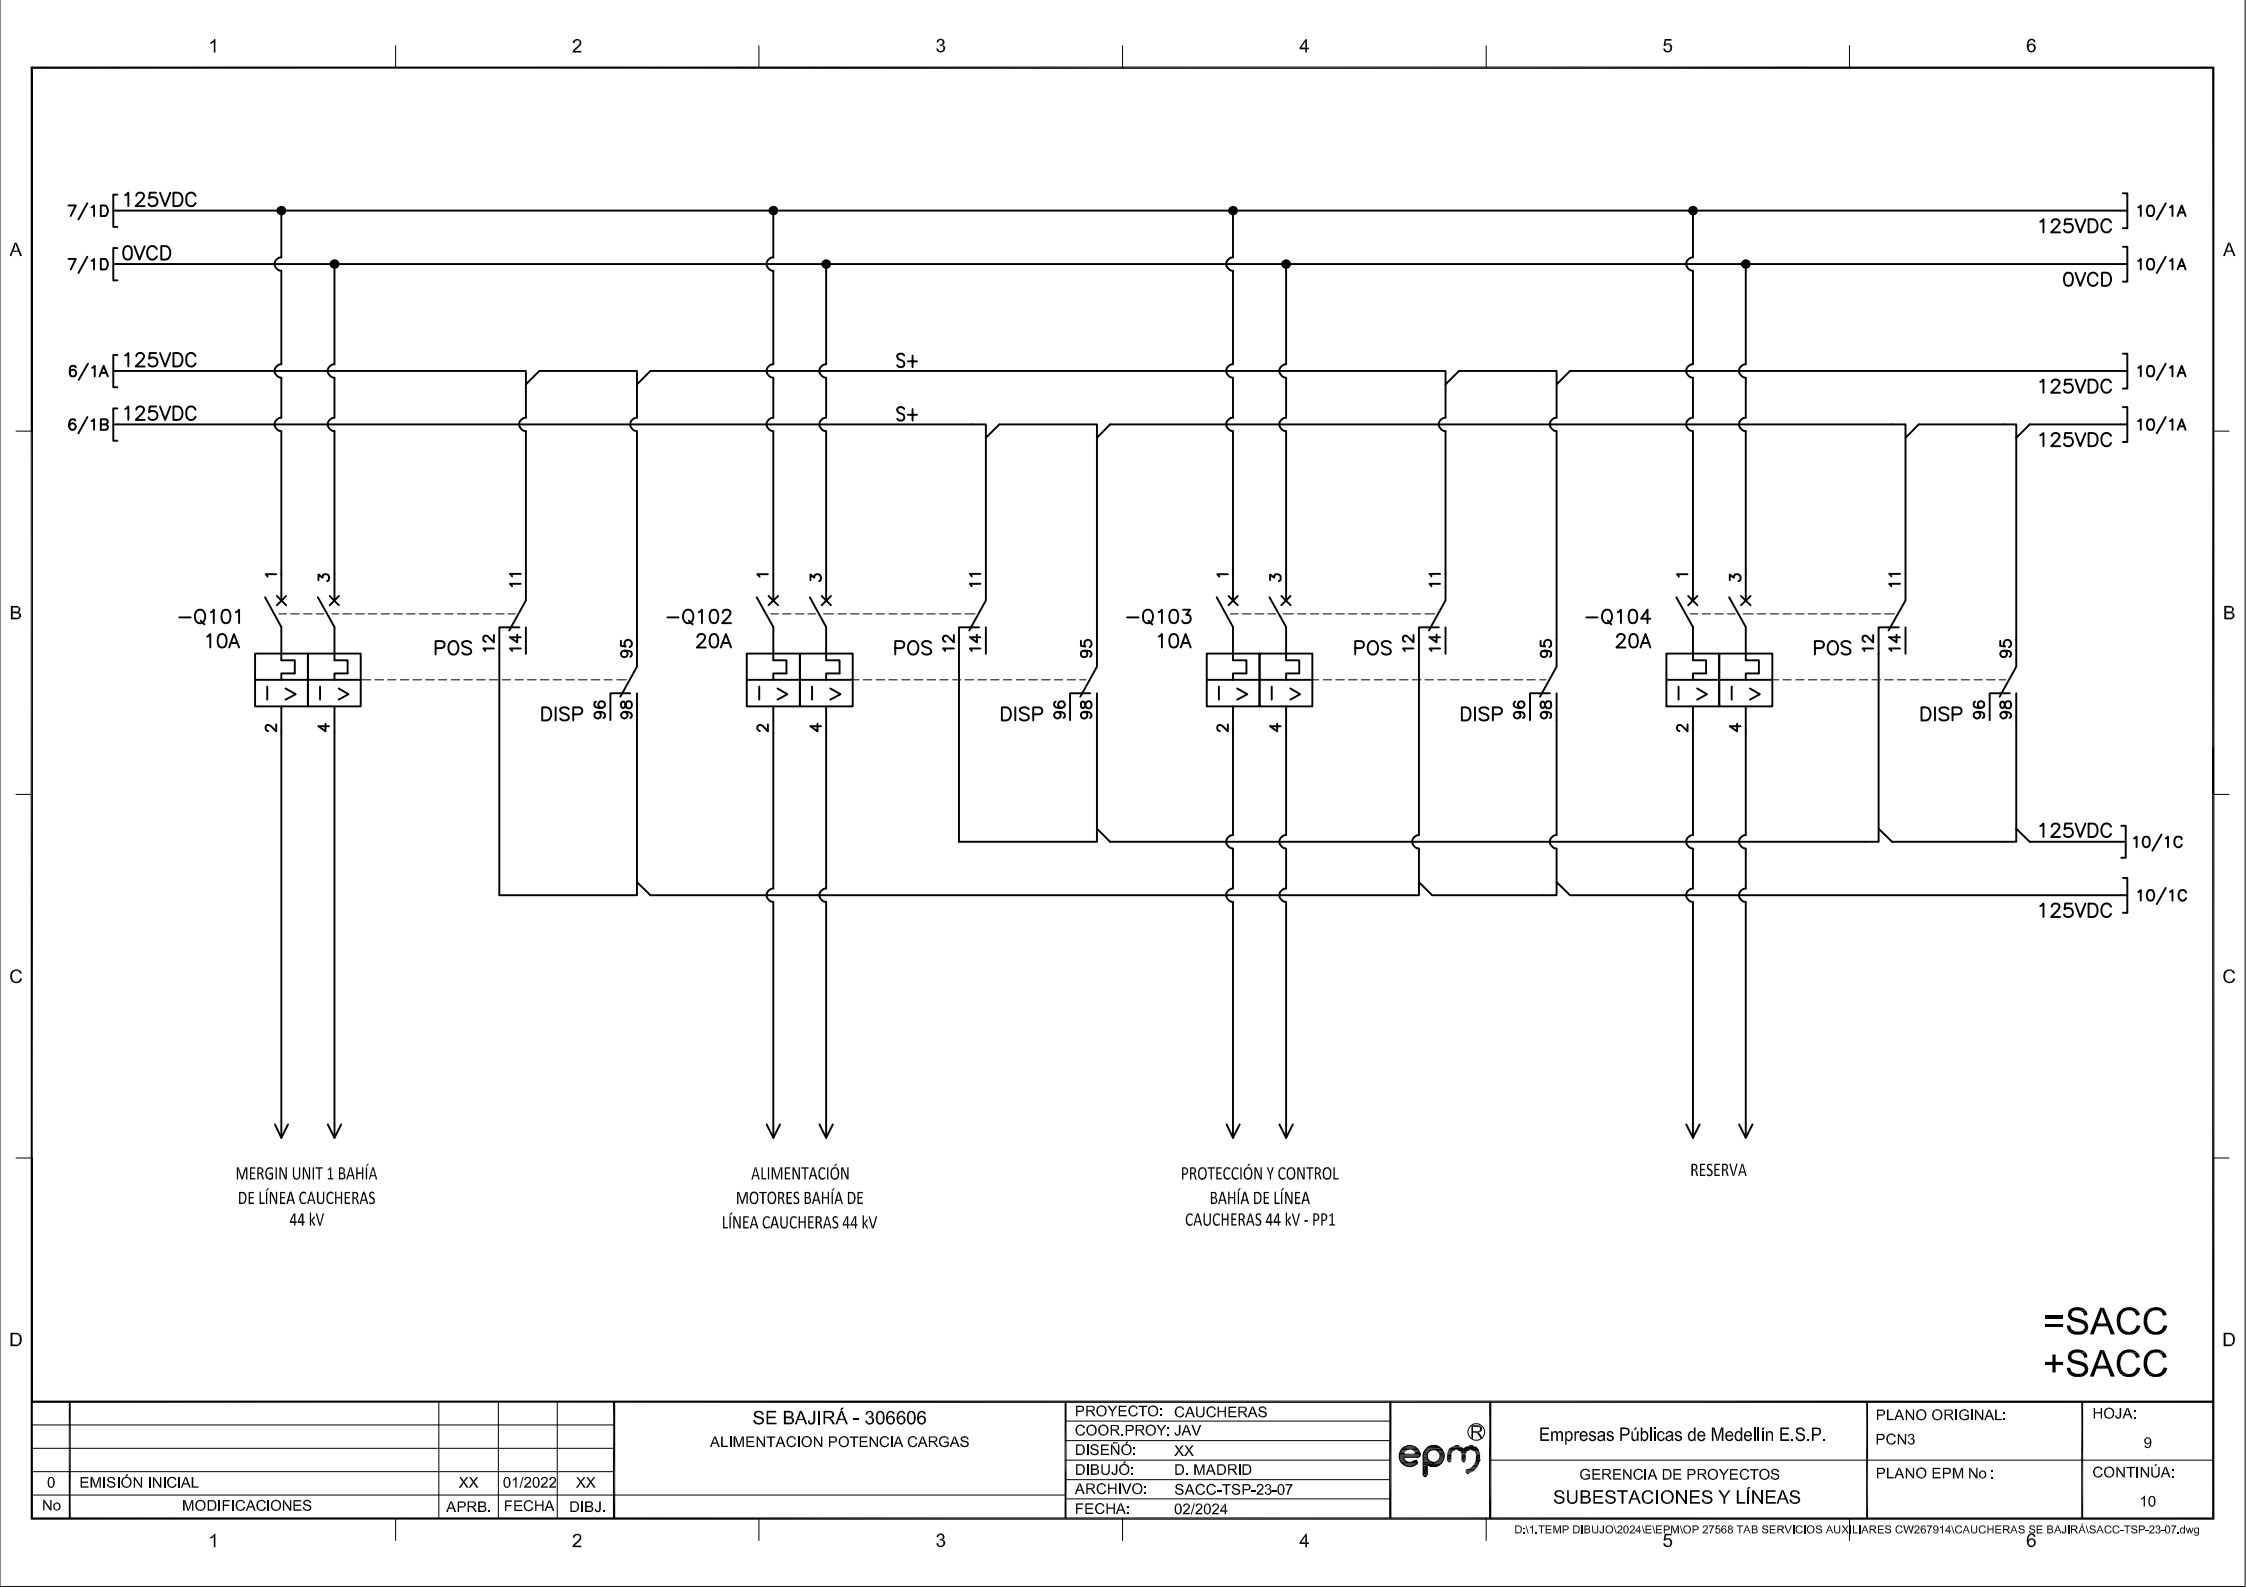 1 2 3 4 5 6
7/1D 125VDC
125VDC 10/1A
A A
7/1D 0VCD
0VCD 10/1A
6/1A 125VDC S+
125VDC 10/1A
6/1B 125VDC S+
125VDC 10/1A
B B
1 3 11
-Q101
10A
POS 12 14 95
DISP 96 98
I > I >
2 4
1 3 11
-Q102
20A
POS 12 14 95
DISP 96 98
I > I >
2 4
1 3 11
-Q103
10A
POS 12 14 95
DISP 96 98
I > I >
2 4
1 3 11
-Q104
20A
POS 12 14 95
DISP 96 98
I > I >
2 4
125VDC 10/1C
10/1C
125VDC
C C
MERGIN UNIT 1 BAHÍA
DE LÍNEA CAUCHERAS
44 kV
ALIMENTACIÓN
MOTORES BAHÍA DE
LÍNEA CAUCHERAS 44 kV
PROTECCIÓN Y CONTROL
BAHÍA DE LÍNEA
CAUCHERAS 44 kV - PP1
RESERVA
D D
=SACC
+SACC
0 EMISIÓN INICIAL XX 01/2022 XX
No MODIFICACIONES APRB. FECHA DIBJ.
SE BAJIRÁ - 306606
ALIMENTACION POTENCIA CARGAS
PROYECTO: CAUCHERAS
COOR.PROY: JAV
DISEÑÓ: XX
DIBUJÓ: D. MADRID
ARCHIVO: SACC-TSP-23-07
FECHA: 02/2024
epm®
Empresas Públicas de Medellín E.S.P.
GERENCIA DE PROYECTOS
SUBESTACIONES Y LÍNEAS
PLANO ORIGINAL:
PCN3
PLANO EPM No :
HOJA:
9
CONTINÚA:
10
D:\1.TEMP DIBUJO\2024\E\EPM\OP 27568 TAB SERVICIOS AUXILIARES CW267914\CAUCHERAS SE BAJIRÁ\SACC-TSP-23-07.dwg
1 2 3 4 5 6